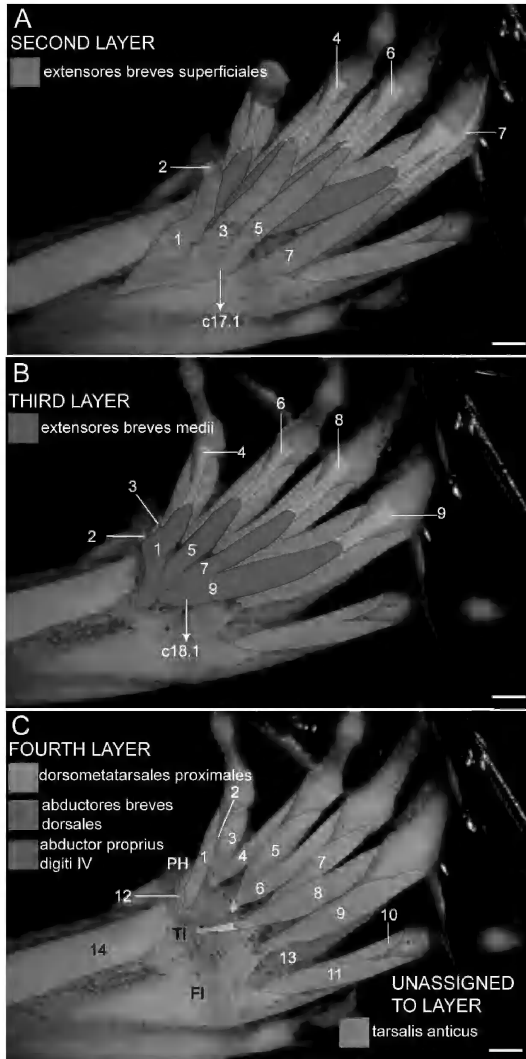 A
SECOND LAYER
extensores breves superficiales
4
6
7
2
1
3
5
7
c17.1
B
THIRD LAYER
extensores breves medii
6
8
4
3
9
2
1
5
7
9
c18.1
C
FOURTH LAYER
dorsometatarsales proximales
abductores breves
dorsales
abductor proprius
digiti IV
2
3
5
1
4
7
PH
6
8
12
9
10
TI
14
13
11
FI
UNASSIGNED
TO LAYER
tarsalis anticus